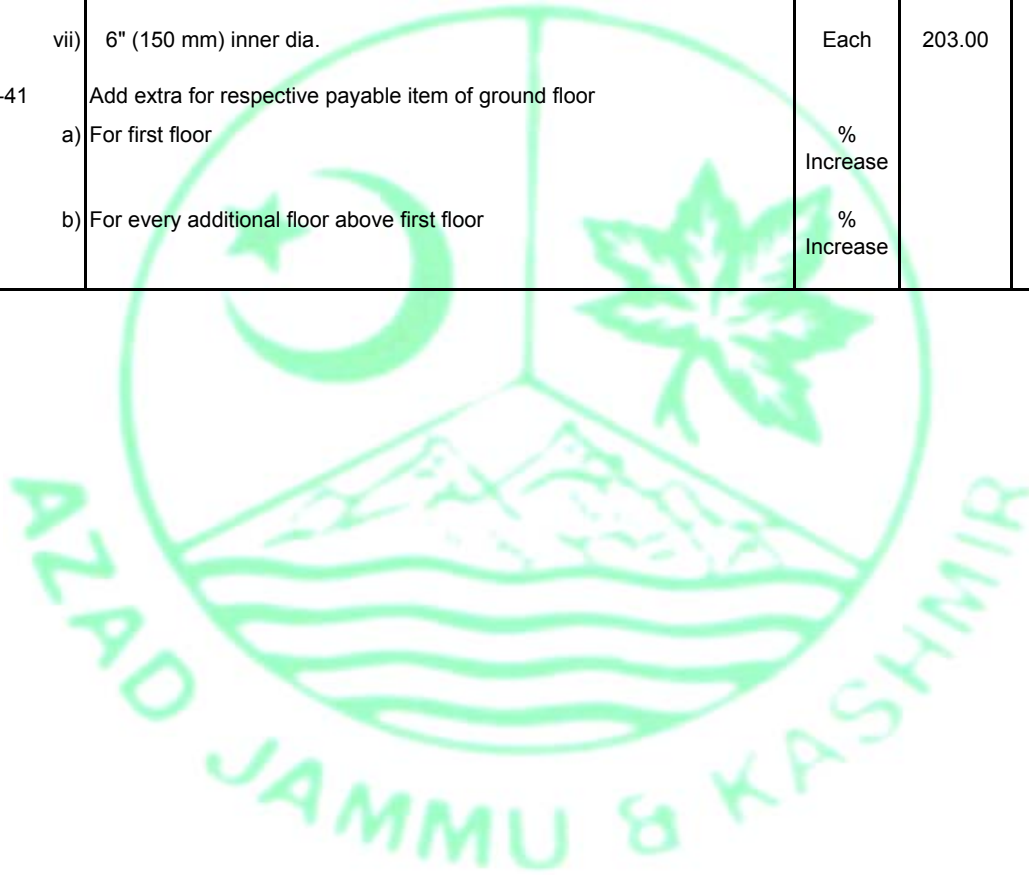 vii) 6" (150 mm) inner dia. Each 203.00
-41 Add extra for respective payable item of ground floor
a) For first floor %
Increase
b) For every additional floor above first floor %
Increase
AZAD JAMMU & KASHMIR